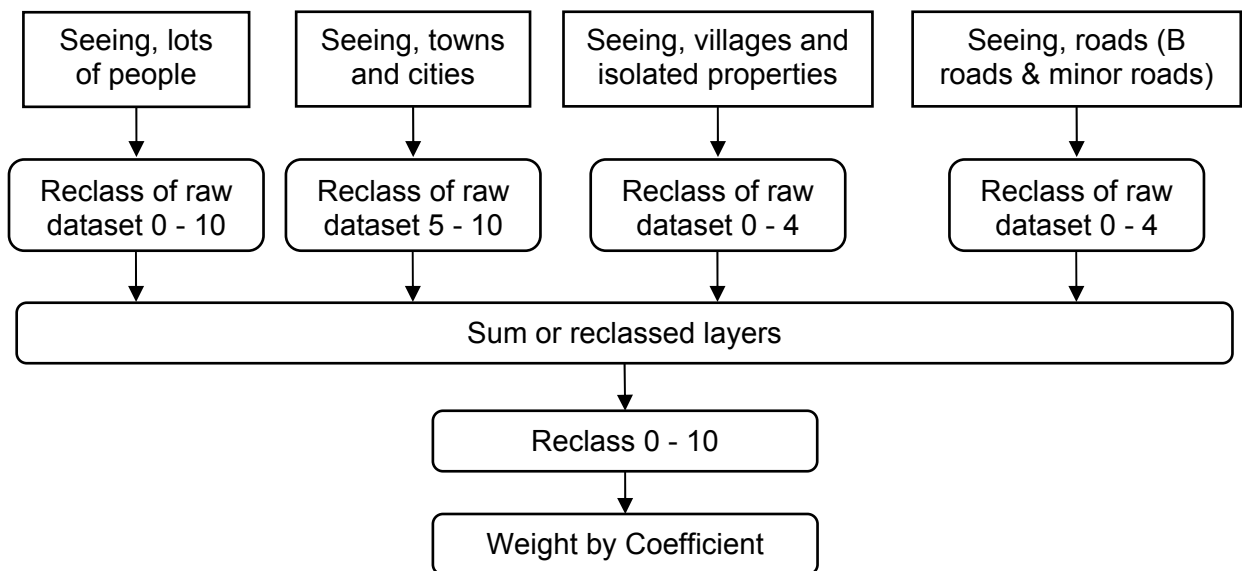 Seeing, lots
of people
Seeing, towns
and cities
Seeing, villages and
isolated properties
Seeing, roads (B
roads & minor roads)
Reclass of raw
dataset 0 - 10
Reclass of raw
dataset 5 - 10
Reclass of raw
dataset 0 - 4
Reclass of raw
dataset 0 - 4
Sum or reclassed layers
Reclass 0 - 10
Weight by Coefficient